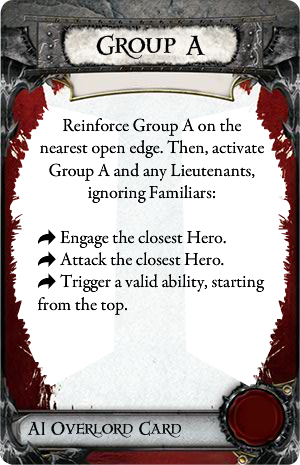 Group A
Reinforce Group A on the
nearest open edge. Then, activate
Group A and any Lieutenants,
ignoring Familiars:
Engage the closest Hero.
Attack the closest Hero.
Trigger a valid ability, starting
from the top.
AI Overlord Card